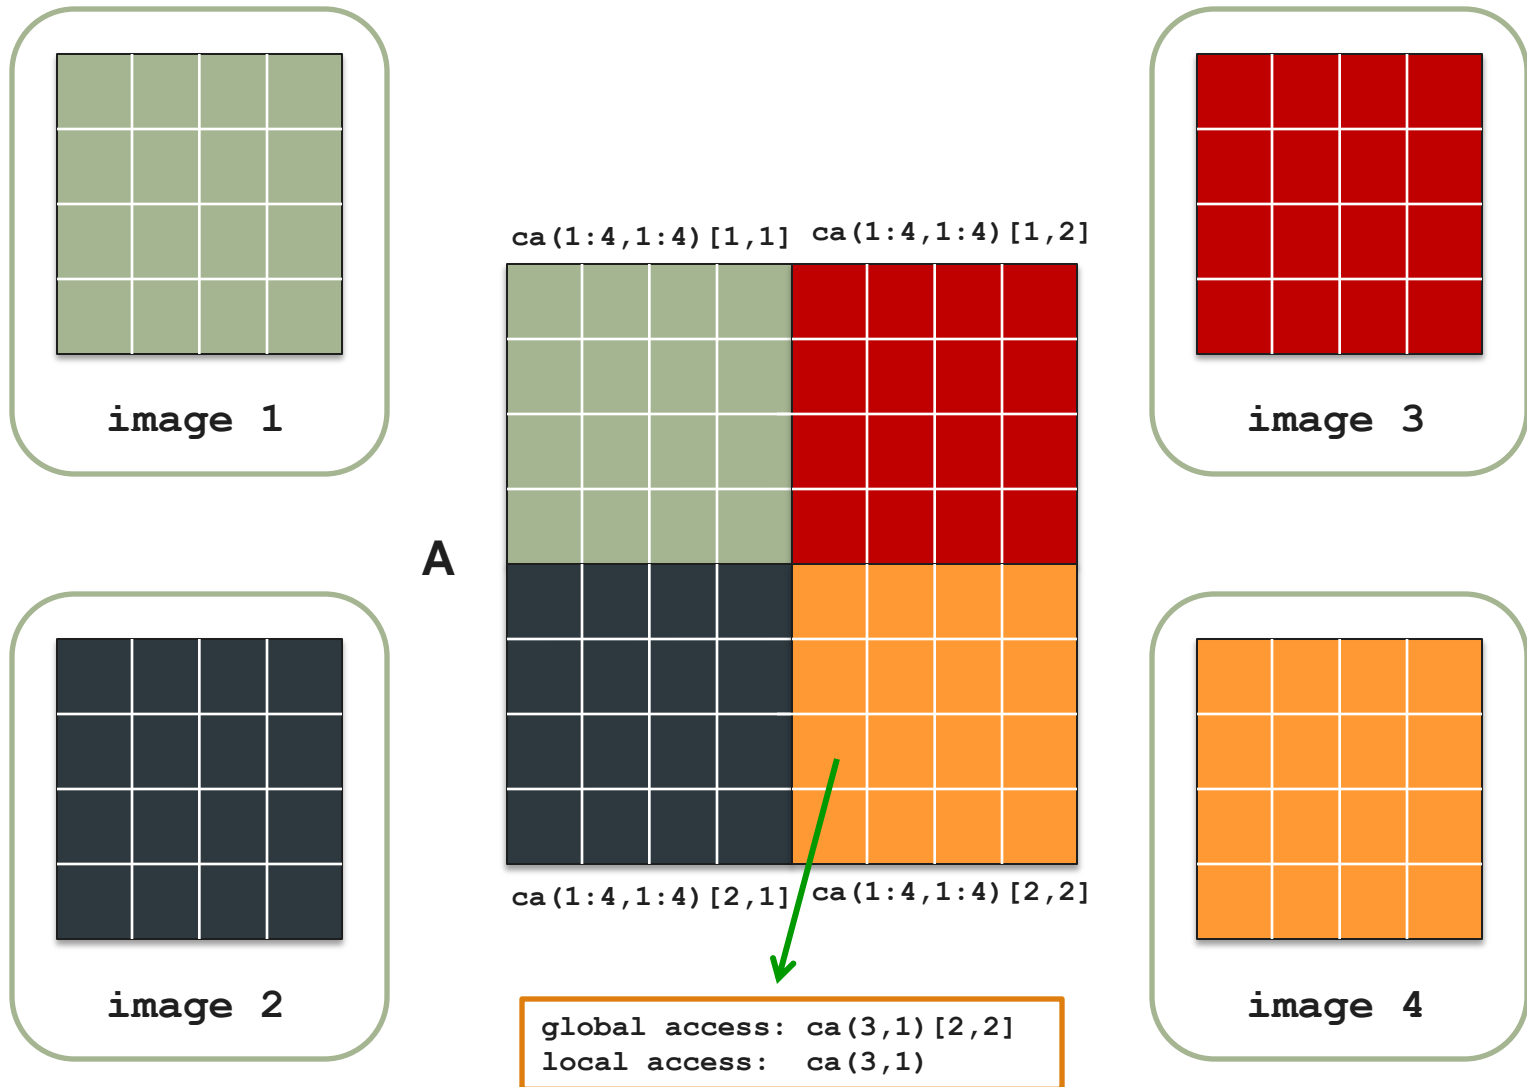 image 1
image 3
ca(1:4,1:4)[1,1]
ca(1:4,1:4)[1,2]
A
ca(1:4,1:4)[2,1]
ca(1:4,1:4)[2,2]
image 2
image 4
global access: ca(3,1)[2,2]
local access:  ca(3,1)